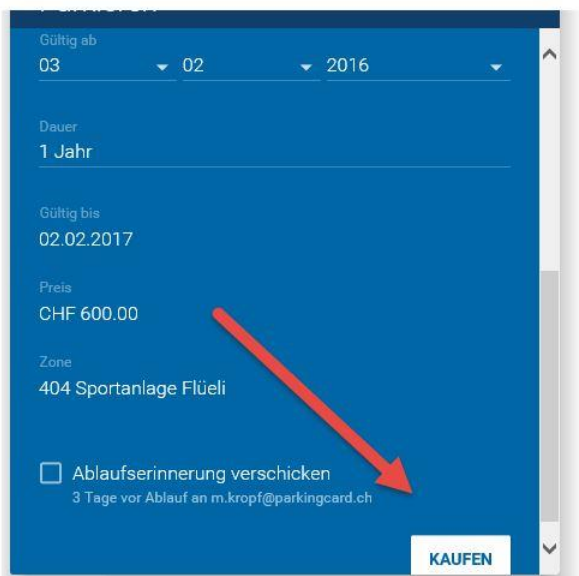 Gültig ab
03 02 2016
Dauer
1 Jahr
Gültig bis
02.02.2017
Preis
CHF 600.00
Zone
404 Sportanlage Flüeli
Ablaufserinnerung verschicken
3 Tage vor Ablauf an m.kropf@parkingcard.ch
KAUFEN